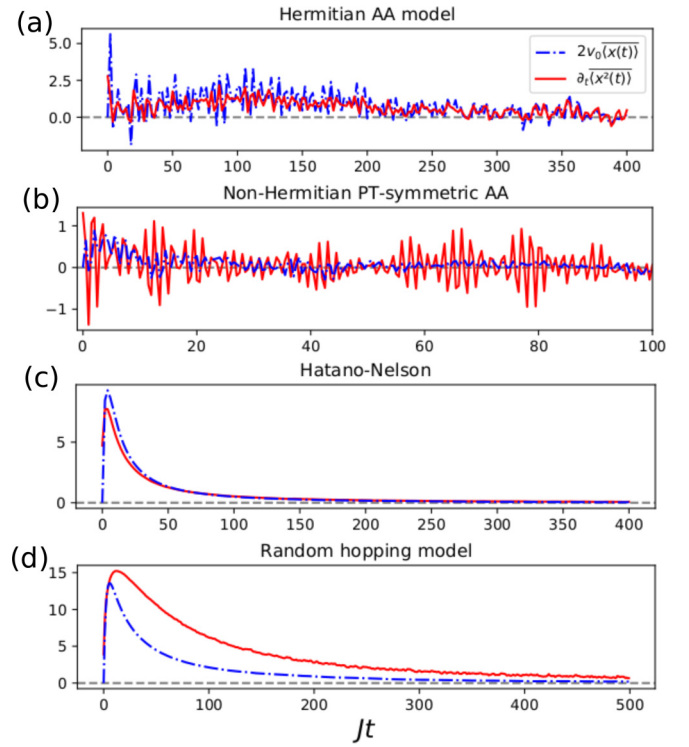 (a)
Hermitian AA model
5.0
2.5
0.0
2v₀⟨x(t)⟩
∂ₜ⟨x²(t)⟩
0 50 100 150 200 250 300 350 400
(b)
Non-Hermitian PT-symmetric AA
1
0
−1
0 20 40 60 80 100
(c)
Hatano-Nelson
5
0
0 50 100 150 200 250 300 350 400
(d)
Random hopping model
15
10
5
0
0 100 200 300 400 500
Jt